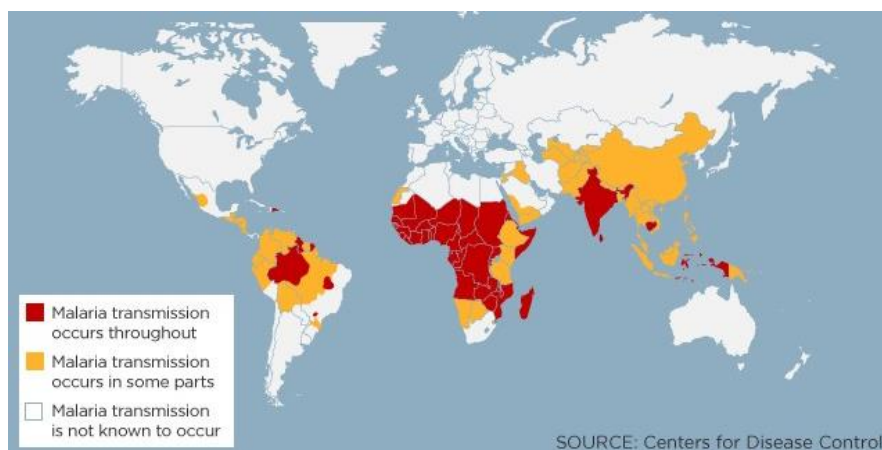 Malaria transmission
occurs throughout
Malaria transmission
occurs in some parts
Malaria transmission
is not known to occur
SOURCE: Centers for Disease Control